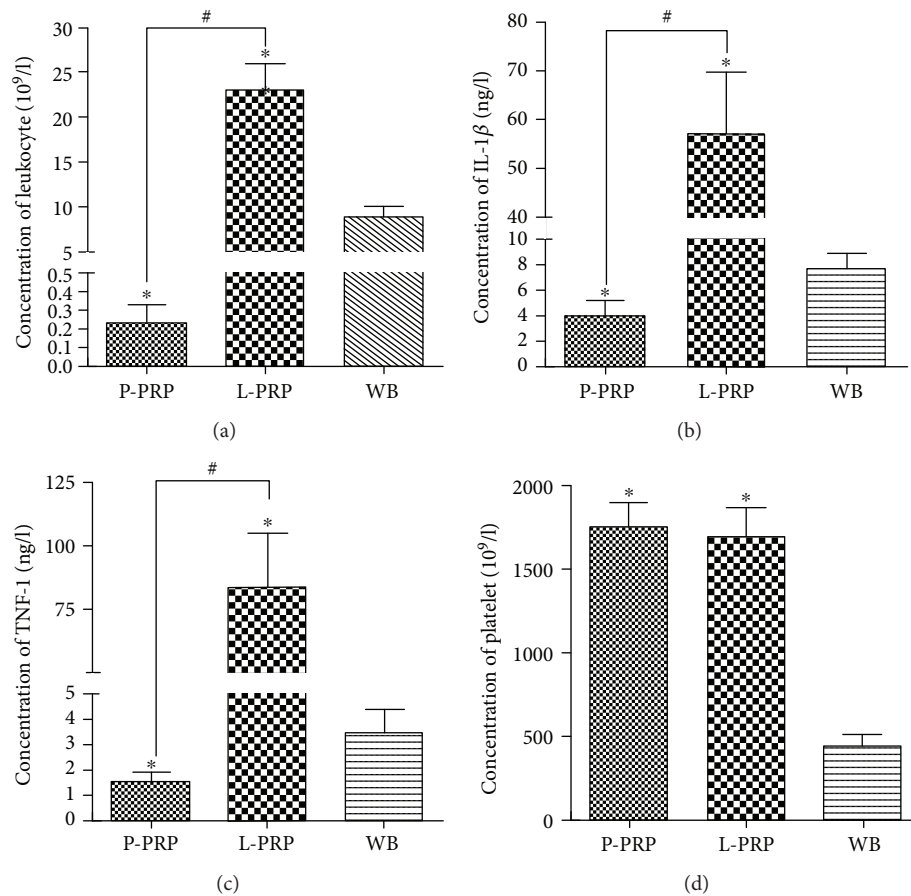 #
Concentration of leukocyte (10⁹/l)
30
25
20
15
10
5
0.5
0.4
0.3
0.2
0.1
0.0
*
*
*
P-PRP
L-PRP
WB
(a)
#
Concentration of IL-1β (ng/l)
80
70
60
50
40
10
8
6
4
2
0
*
*
P-PRP
L-PRP
WB
(b)
#
Concentration of TNF-1 (ng/l)
125
100
75
5
4
3
2
1
0
*
*
P-PRP
L-PRP
WB
(c)
Concentration of platelet (10⁹/l)
2000
1500
1000
500
0
*
*
P-PRP
L-PRP
WB
(d)